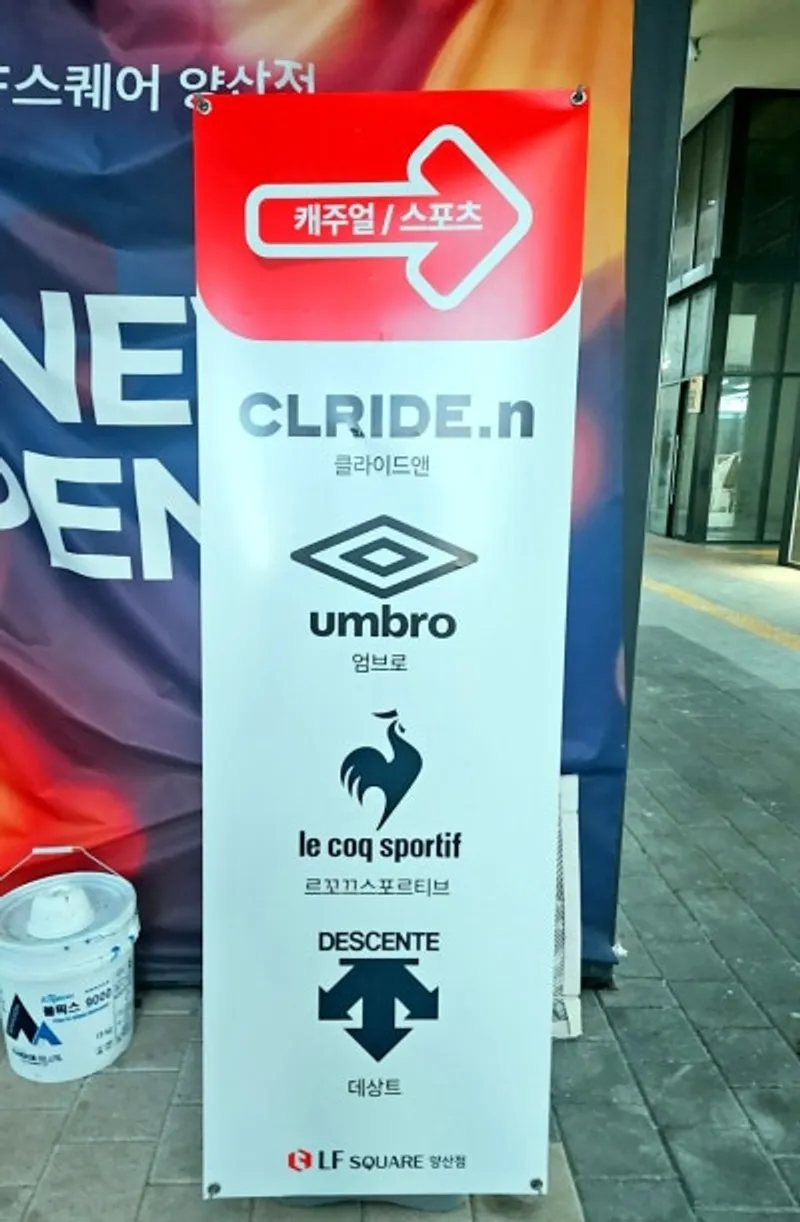 F스퀘어 양산점
NE
PEN
캐주얼 / 스포츠
CLRIDE.n
클라이드앤
umbro
엄브로
le coq sportif
르꼬끄스포르티브
DESCENTE
데상트
LF SQUARE 양산점
9000